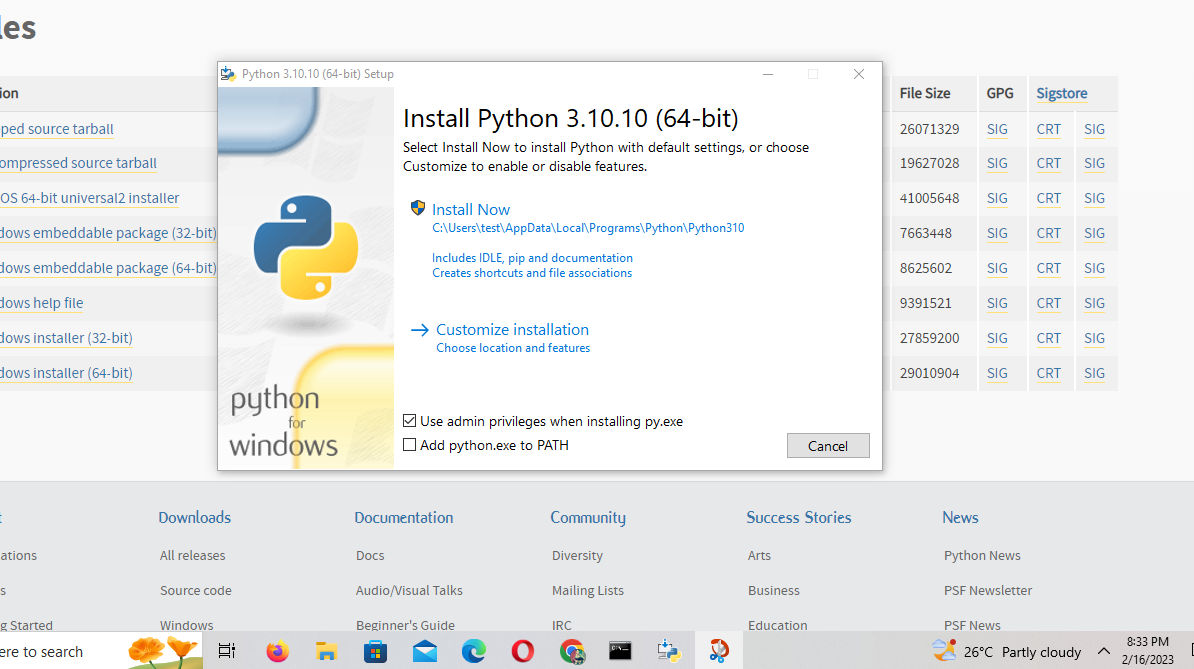 les
Python 3.10.10 (64-bit) Setup
Install Python 3.10.10 (64-bit)
Select Install Now to install Python with default settings, or choose
Customize to enable or disable features.
Install Now
C:\Users\test\AppData\Local\Programs\Python\Python310
Includes IDLE, pip and documentation
Creates shortcuts and file associations
Customize installation
Choose location and features
Use admin privileges when installing py.exe
Add python.exe to PATH
Cancel
python
for
windows
ion File Size GPG Sigstore
ped source tarball 26071329 SIG CRT SIG
ompressed source tarball 19627028 SIG CRT SIG
OS 64-bit universal2 installer 41005648 SIG CRT SIG
dows embeddable package (32-bit) 7663448 SIG CRT SIG
dows embeddable package (64-bit) 8625602 SIG CRT SIG
dows help file 9391521 SIG CRT SIG
dows installer (32-bit) 27859200 SIG CRT SIG
dows installer (64-bit) 29010904 SIG CRT SIG
t Downloads Documentation Community Success Stories News
ations All releases Docs Diversity Arts Python News
s Source code Audio/Visual Talks Mailing Lists Business PSF Newsletter
g Started Windows Beginner's Guide IRC Education PSF News
ere to search
26°C Partly cloudy
8:33 PM
2/16/2023